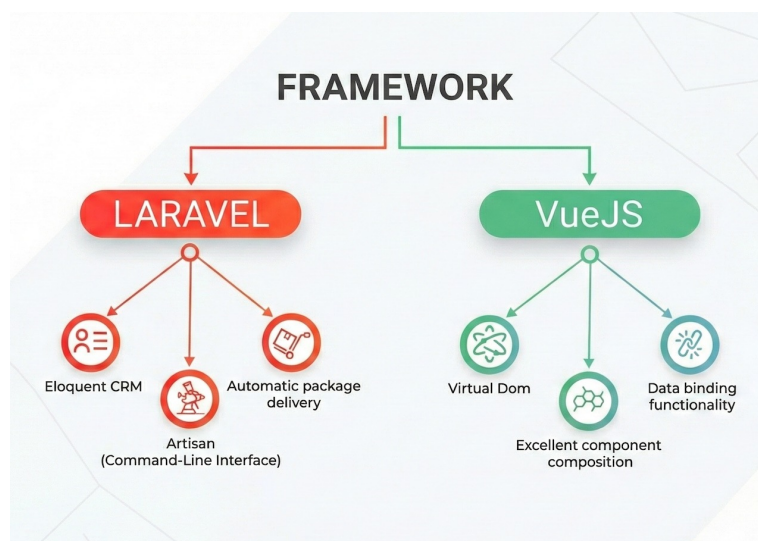 FRAMEWORK
LARAVEL
VueJS
Eloquent CRM
Automatic package
delivery
Artisan
(Command-Line Interface)
Virtual Dom
Data binding
functionality
Excellent component
composition